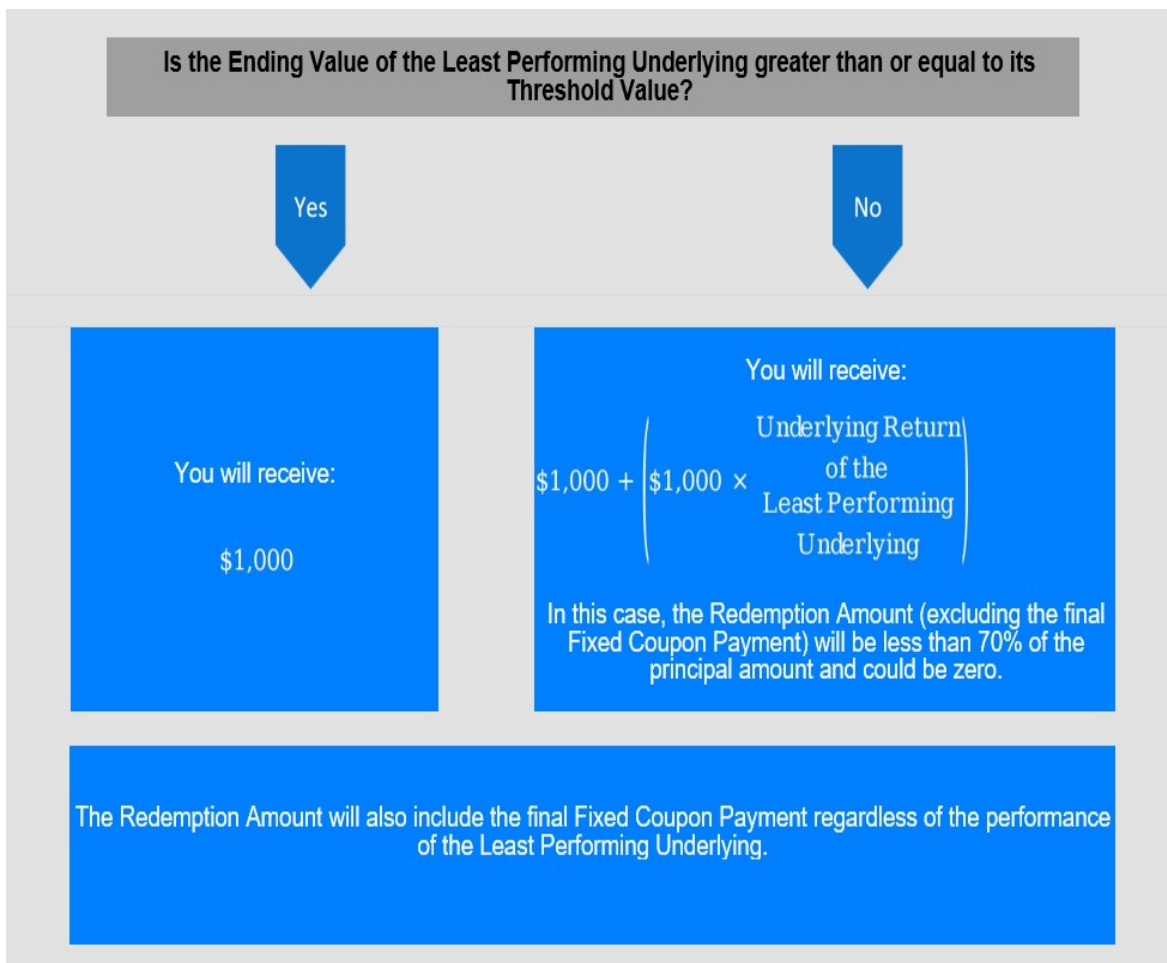 Is the Ending Value of the Least Performing Underlying greater than or equal to its
Threshold Value?
Yes
No
You will receive:
$1,000
You will receive:
$1,000 + ($1,000 × Underlying Return
of the
Least Performing
Underlying)
In this case, the Redemption Amount (excluding the final
Fixed Coupon Payment) will be less than 70% of the
principal amount and could be zero.
The Redemption Amount will also include the final Fixed Coupon Payment regardless of the performance
of the Least Performing Underlying.